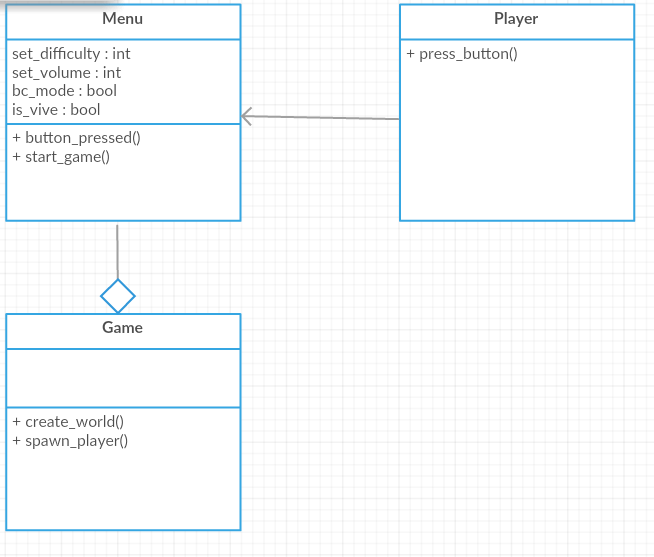 Menu
set_difficulty : int
set_volume : int
bc_mode : bool
is_vive : bool
+ button_pressed()
+ start_game()
Player
+ press_button()
Game
+ create_world()
+ spawn_player()